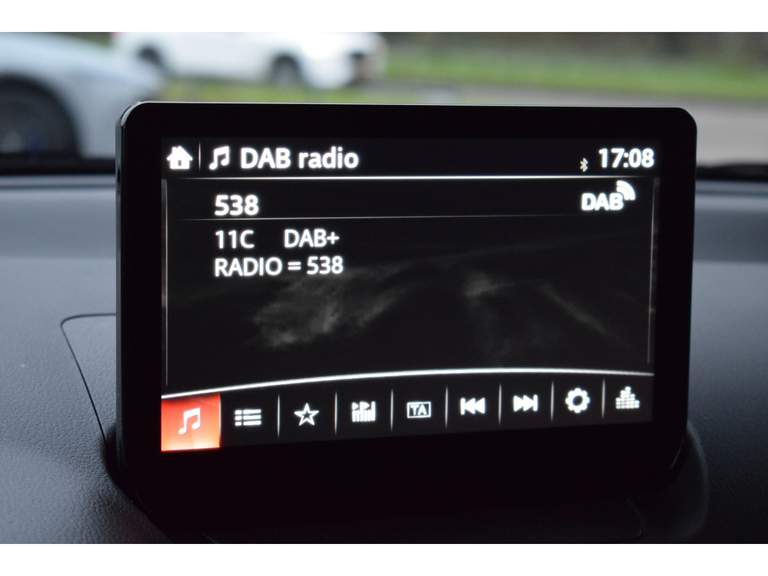 DAB radio 17:08
538 DAB
11C DAB+
RADIO = 538
TA